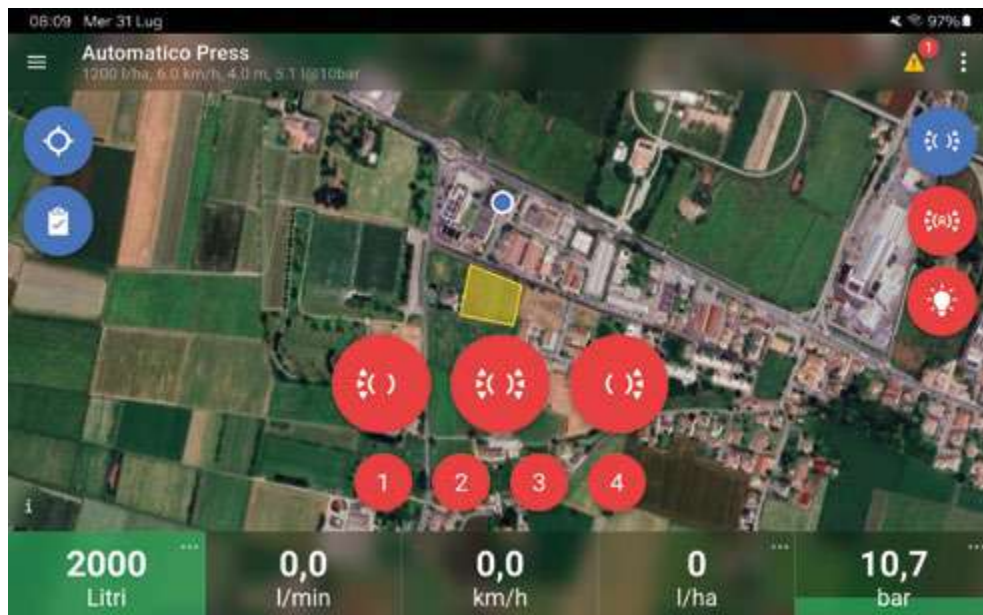 08:09 Mer 31 Lug
97%
Automatico Press
1200 l/ha, 6.0 km/h, 4.0 m, 5.1 l@10bar
1
1 2 3 4
i
2000 0,0 0,0 0 10,7
Litri l/min km/h l/ha bar